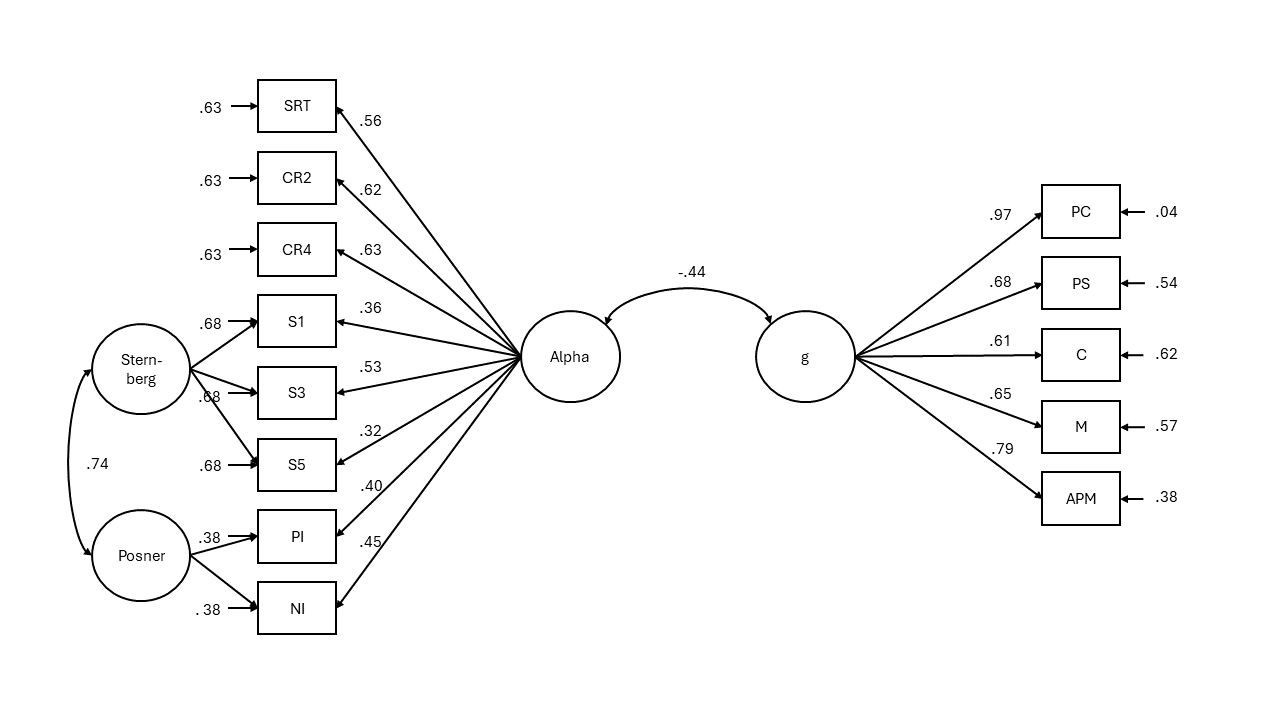 .63
SRT
.56
.63
CR2
.62
.63
CR4
.63
.68
S1
.36
.68
S3
.53
.68
S5
.32
.38
PI
.40
. 38
NI
.45
Stern-
berg
.74
Posner
Alpha
-.44
g
.97
PC
.04
.68
PS
.54
.61
C
.62
.65
M
.57
.79
APM
.38